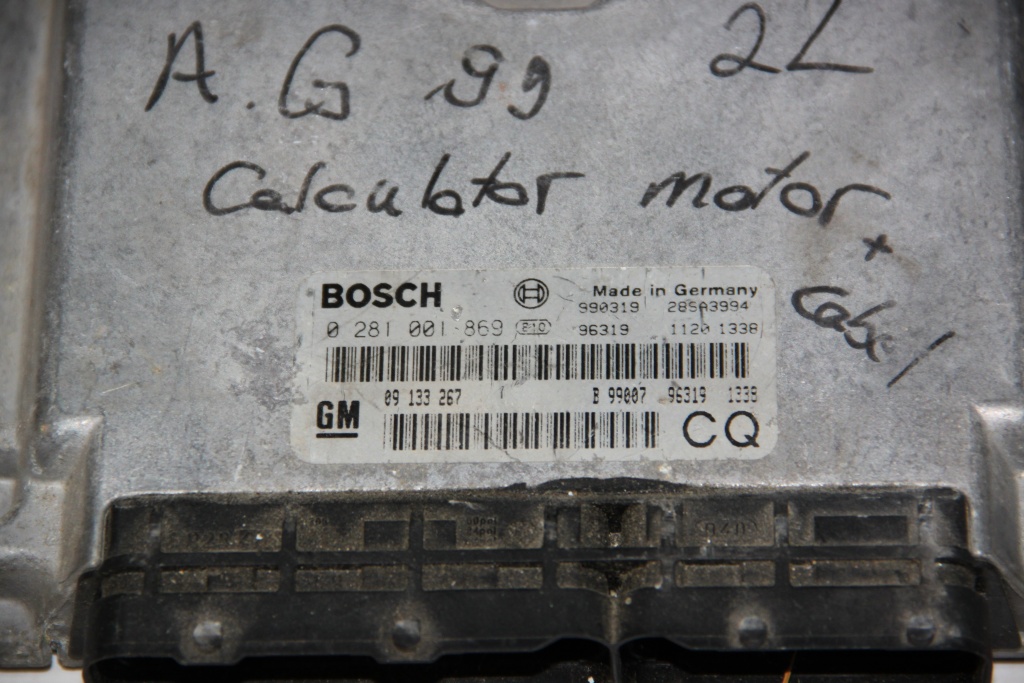 A.G 99 2L
Calculator motor
+
Cabel
BOSCH Made in Germany
990319 28SA3994
0 281 001 869 e10 96319 1120 1338
09 133 267 B 99007 96319 1338
GM CQ